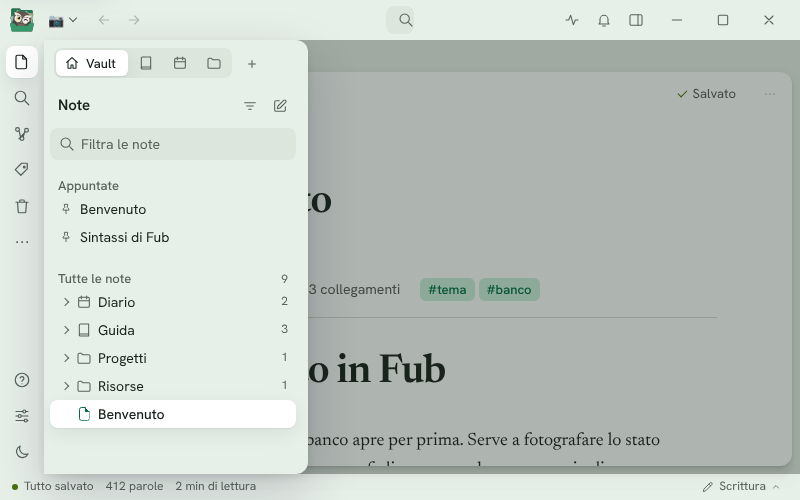 Vault
Note
Filtra le note
Appuntate
Benvenuto
Sintassi di Fub
Tutte le note 9
Diario 2
Guida 3
Progetti 1
Risorse 1
Benvenuto
Salvato
to
3 collegamenti #tema #banco
o in Fub
banco apre per prima. Serve a fotografare lo stato
Tutto salvato 412 parole 2 min di lettura
Scrittura